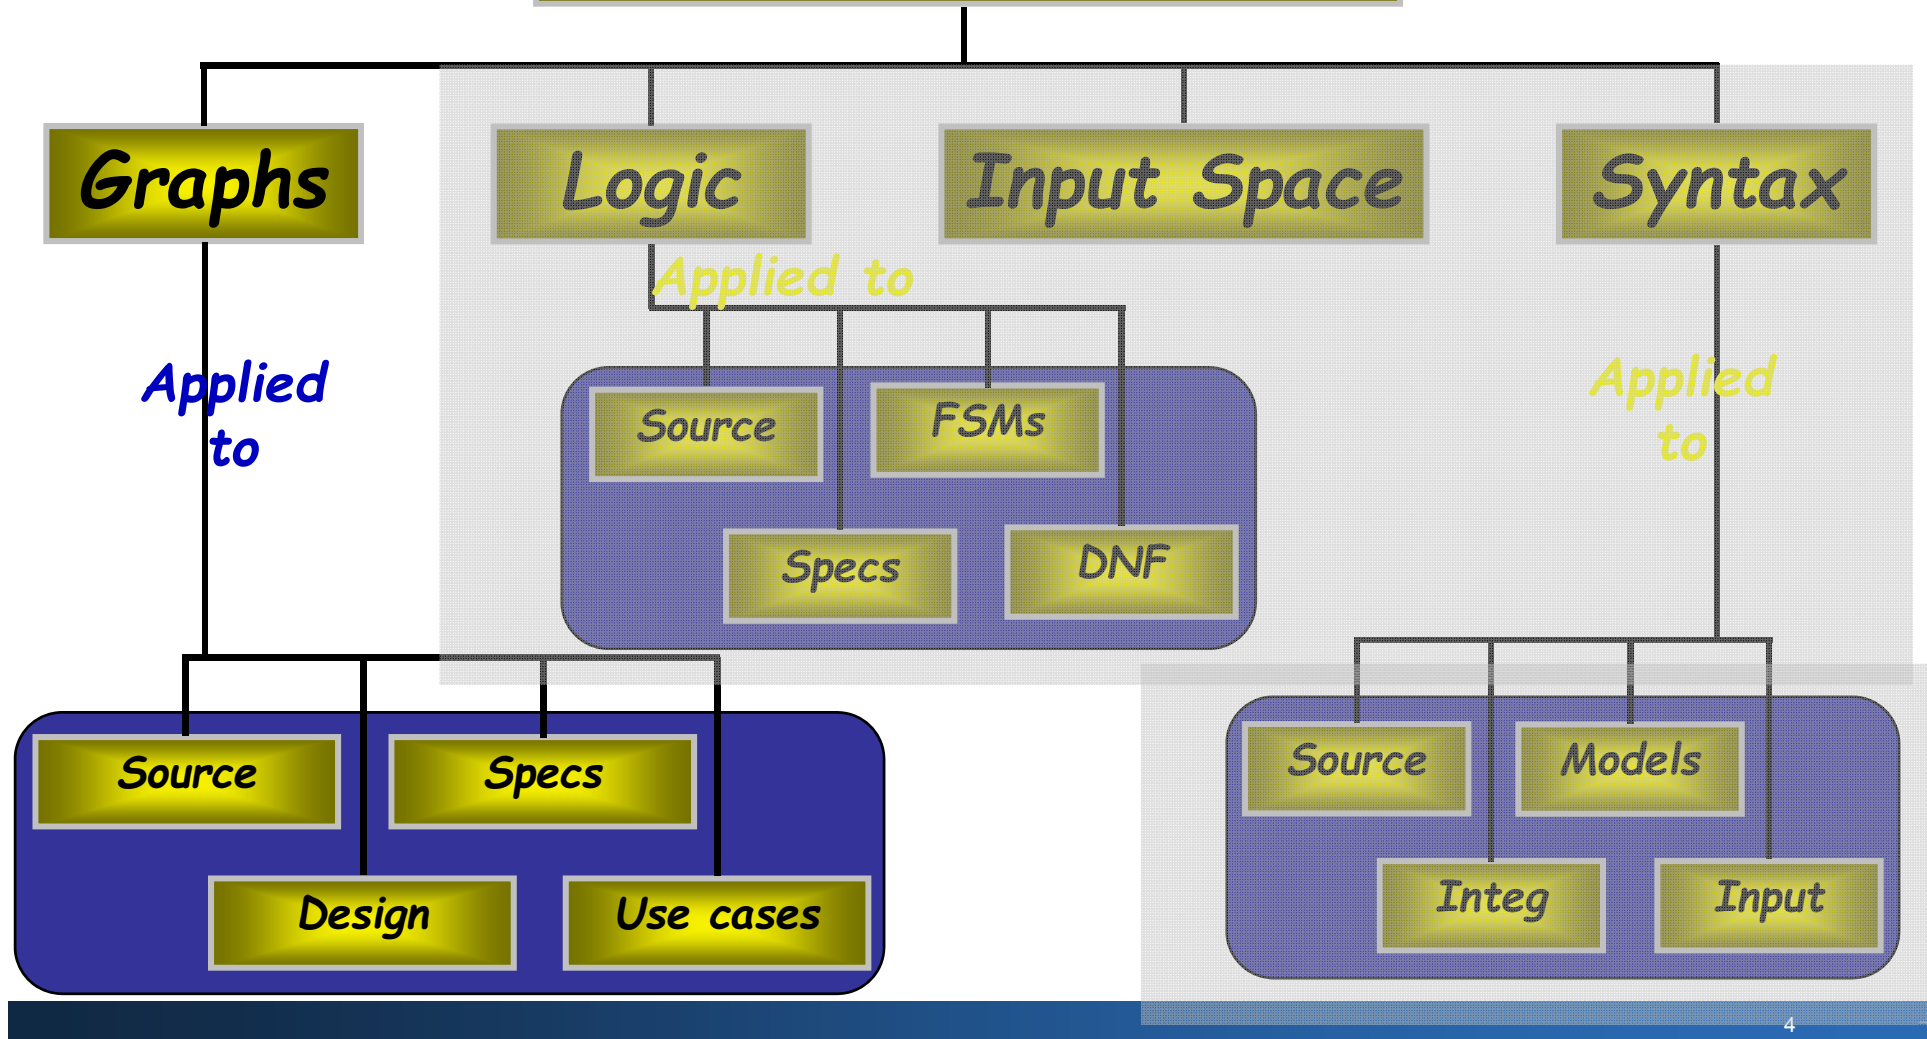 Graphs
Logic
Input Space
Syntax
Applied to
Applied
to
Applied
to
Source
FSMs
Specs
DNF
Source
Specs
Design
Use cases
Source
Models
Integ
Input
4